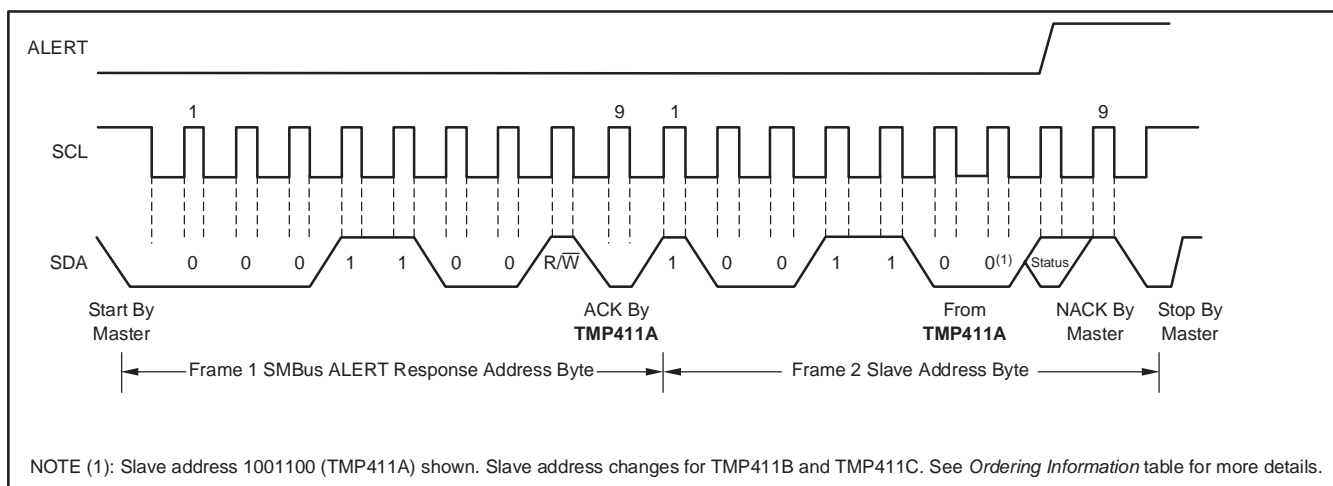 ALERT
1 9 1 9
SCL
SDA 0 0 0 1 1 0 0 R/W̅ 1 0 0 1 1 0 0(1) Status
Start By Master
ACK By TMP411A
From TMP411A
NACK By Master
Stop By Master
Frame 1 SMBus ALERT Response Address Byte
Frame 2 Slave Address Byte
NOTE (1): Slave address 1001100 (TMP411A) shown. Slave address changes for TMP411B and TMP411C. See Ordering Information table for more details.